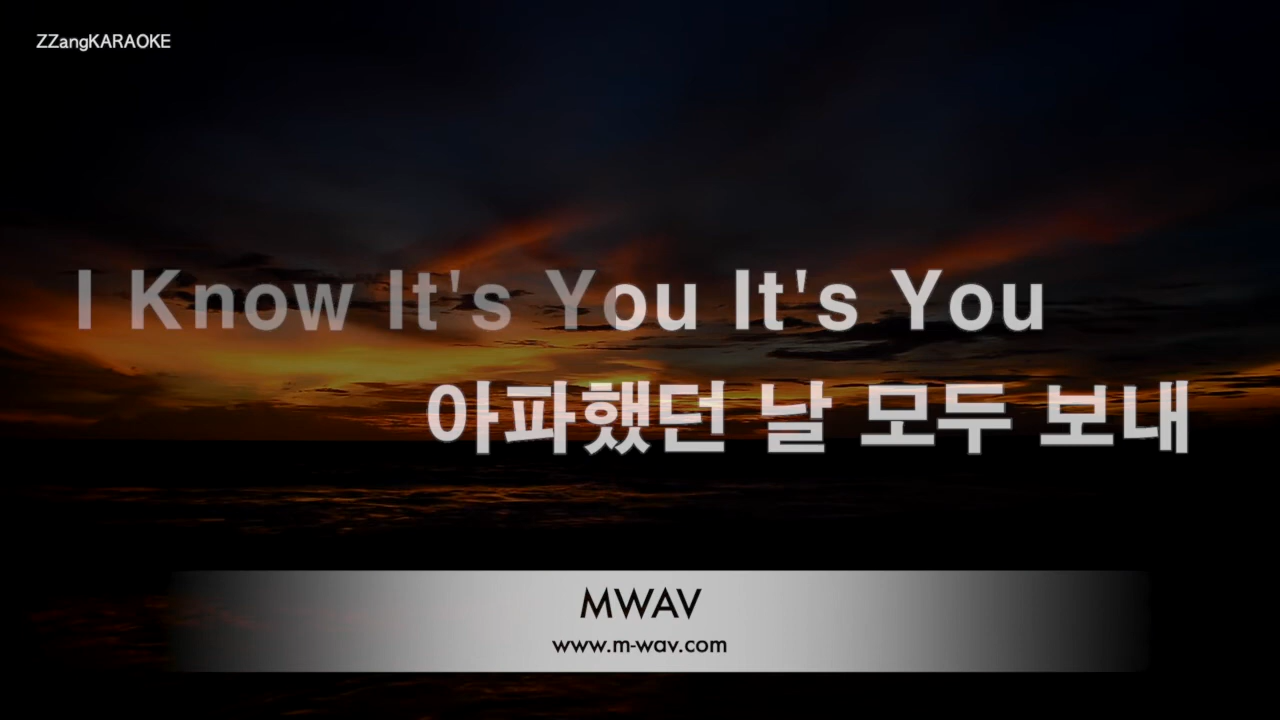 ZZangKARAOKE
I Know It's You It's You
아파했던 날 모두 보내
MWAV
www.m-wav.com